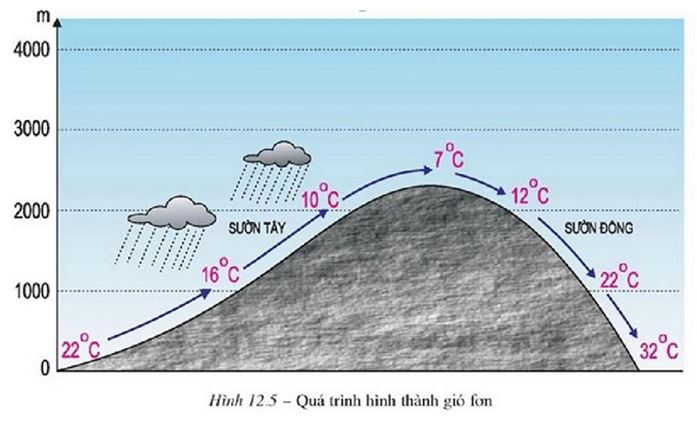 m
4000
3000
7°C
10°C
12°C
2000
SƯỜN TÂY
SƯỜN ĐÔNG
16°C
22°C
1000
22°C
32°C
0
Hình 12.5 – Quá trình hình thành gió fơn